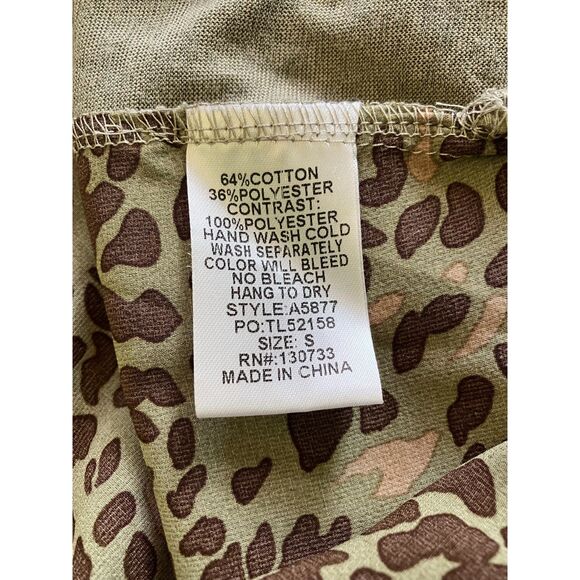 64%COTTON
36%POLYESTER
CONTRAST:
100%POLYESTER
HAND WASH COLD
WASH SEPARATELY
COLOR WILL BLEED
NO BLEACH
HANG TO DRY
STYLE:A5877
PO:TL52158
SIZE: S
RN#:130733
MADE IN CHINA